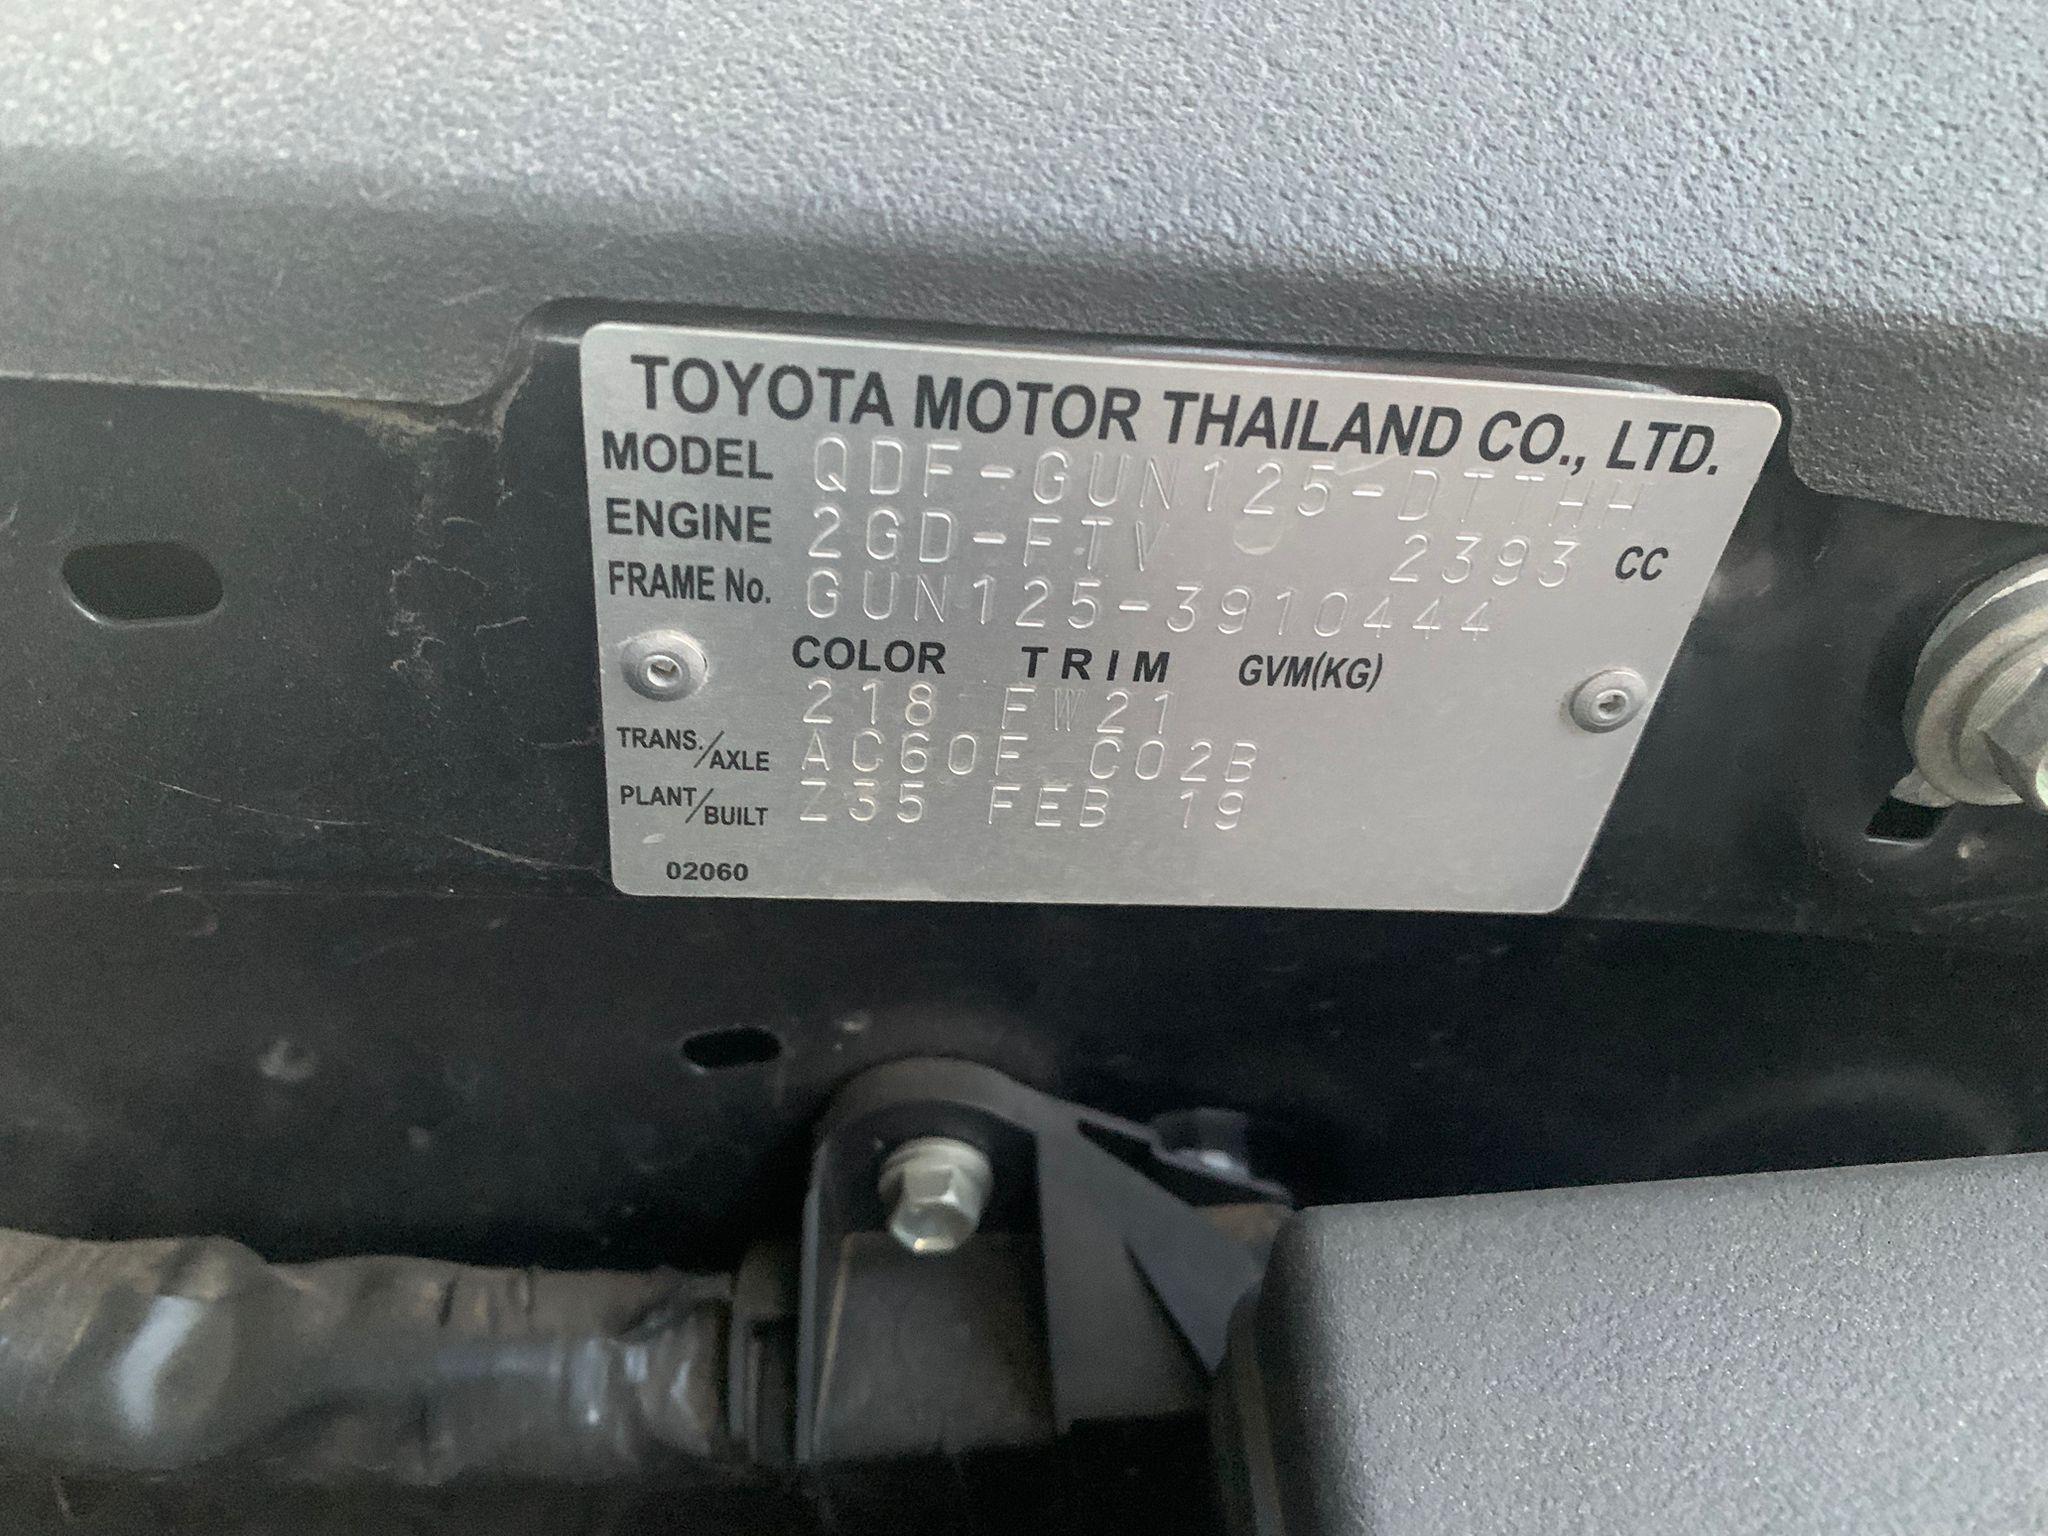 TOYOTA MOTOR THAILAND CO., LTD.
MODEL QDF-GUN125-DTTHH
ENGINE 2GD-FTV 2393 CC
FRAME No. GUN125-3910444
COLOR TRIM GVM(KG)
218 FW21
TRANS./AXLE AC60F C02B
PLANT/BUILT Z35 FEB 19
02060